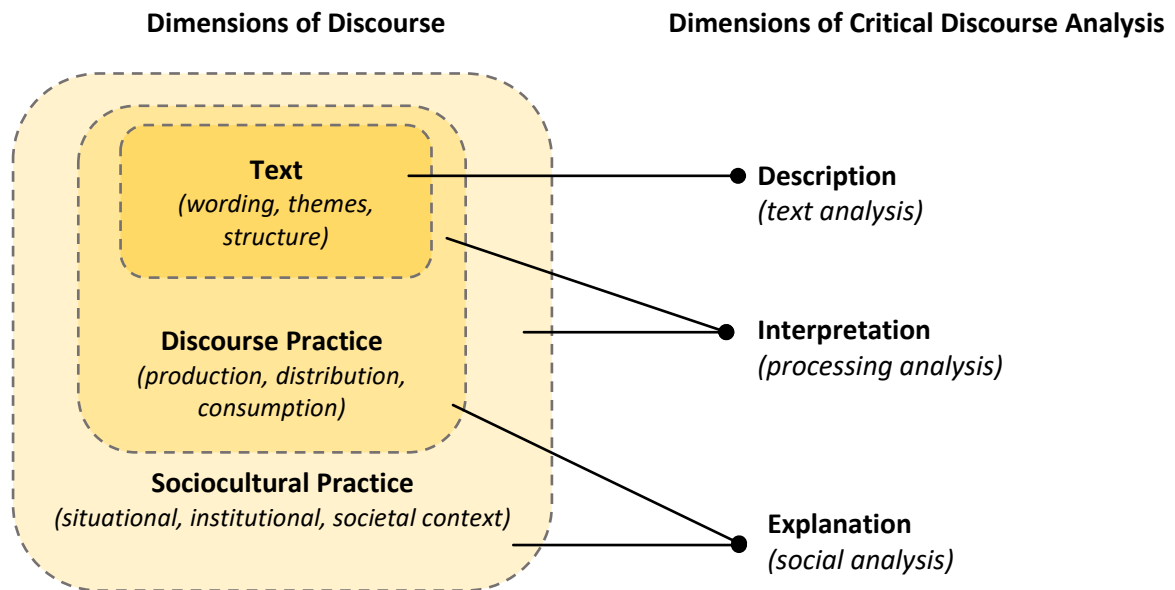 Dimensions of Discourse
Dimensions of Critical Discourse Analysis
Text
(wording, themes,
structure)
Description
(text analysis)
Discourse Practice
(production, distribution,
consumption)
Interpretation
(processing analysis)
Sociocultural Practice
(situational, institutional, societal context)
Explanation
(social analysis)